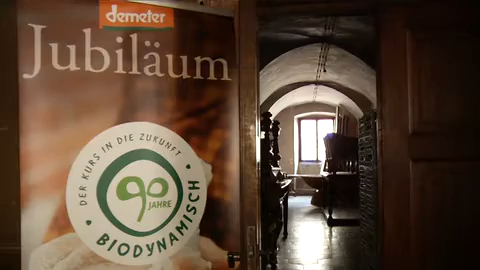 demeter
Jubiläum
DER KURS IN DIE ZUKUNFT
90
JAHRE
BIODYNAMISCH